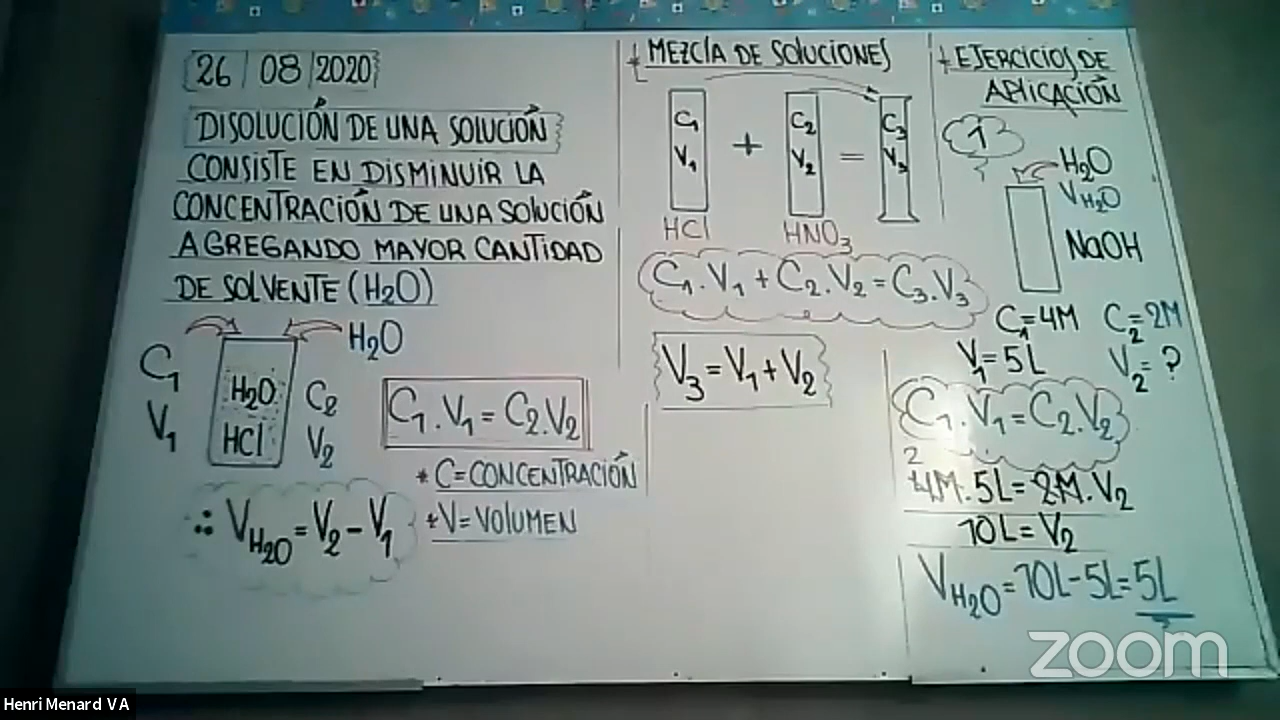 26 | 08 | 2020
DISOLUCIÓN DE UNA SOLUCIÓN
CONSISTE EN DISMINUIR LA
CONCENTRACIÓN DE UNA SOLUCIÓN
AGREGANDO MAYOR CANTIDAD
DE SOLVENTE (H2O)
H2O
C1
V1
H2O
HCl
C2
V2
C1.V1=C2.V2
* C=CONCENTRACIÓN
* V=VOLUMEN
∴ VH2O=V2-V1
MEZCLA DE SOLUCIONES
C1
V1
+
C2
V2
=
C3
V3
HCl
HNO3
C1.V1+C2.V2=C3.V3
V3=V1+V2
EJERCICIOS DE
APLICACIÓN
1
H2O
VH2O
NaOH
C1=4M C2=2M
V1=5L V2=?
C1.V1=C2.V2
2
4M.5L=2M.V2
10L=V2
VH2O=10L-5L=5L
zoom
Henri Menard VA